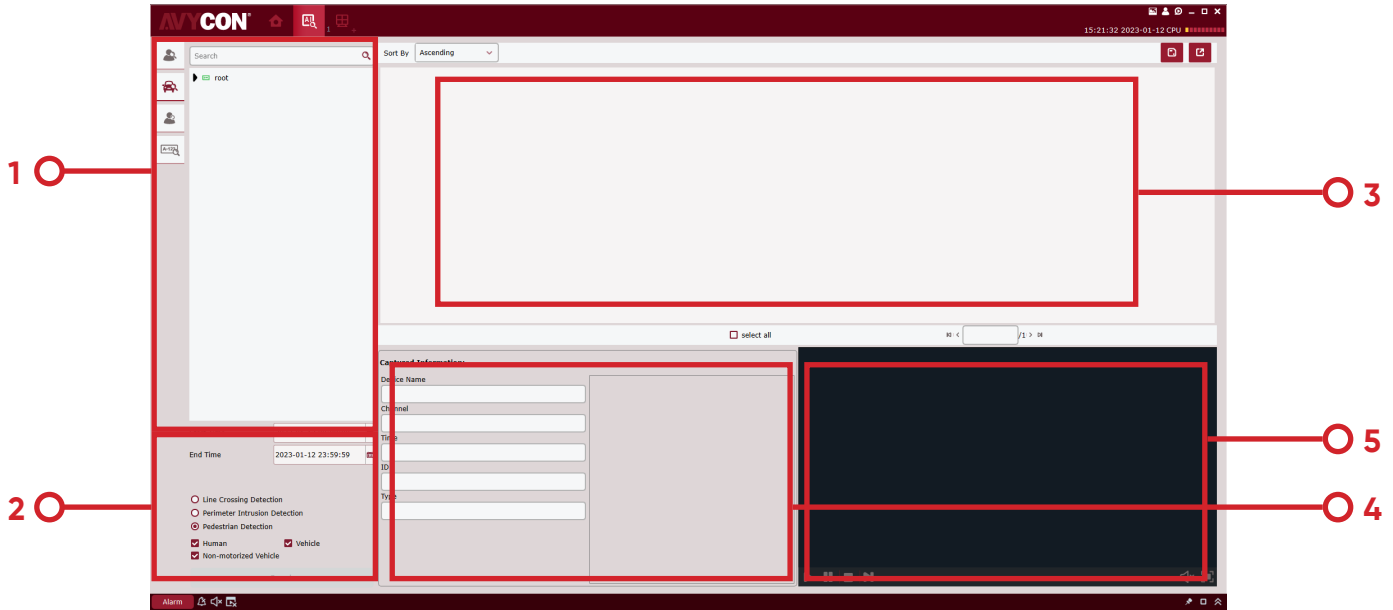 AVYCON
1
15:21:32 2023-01-12 CPU
Search
root
Sort By Ascending
1
3
select all
/1
Captured Information:
Device Name
Channel
Time
ID
Type
End Time 2023-01-12 23:59:59
Line Crossing Detection
Perimeter Intrusion Detection
Pedestrian Detection
Human Vehicle
Non-motorized Vehicle
2
5
4
Alarm